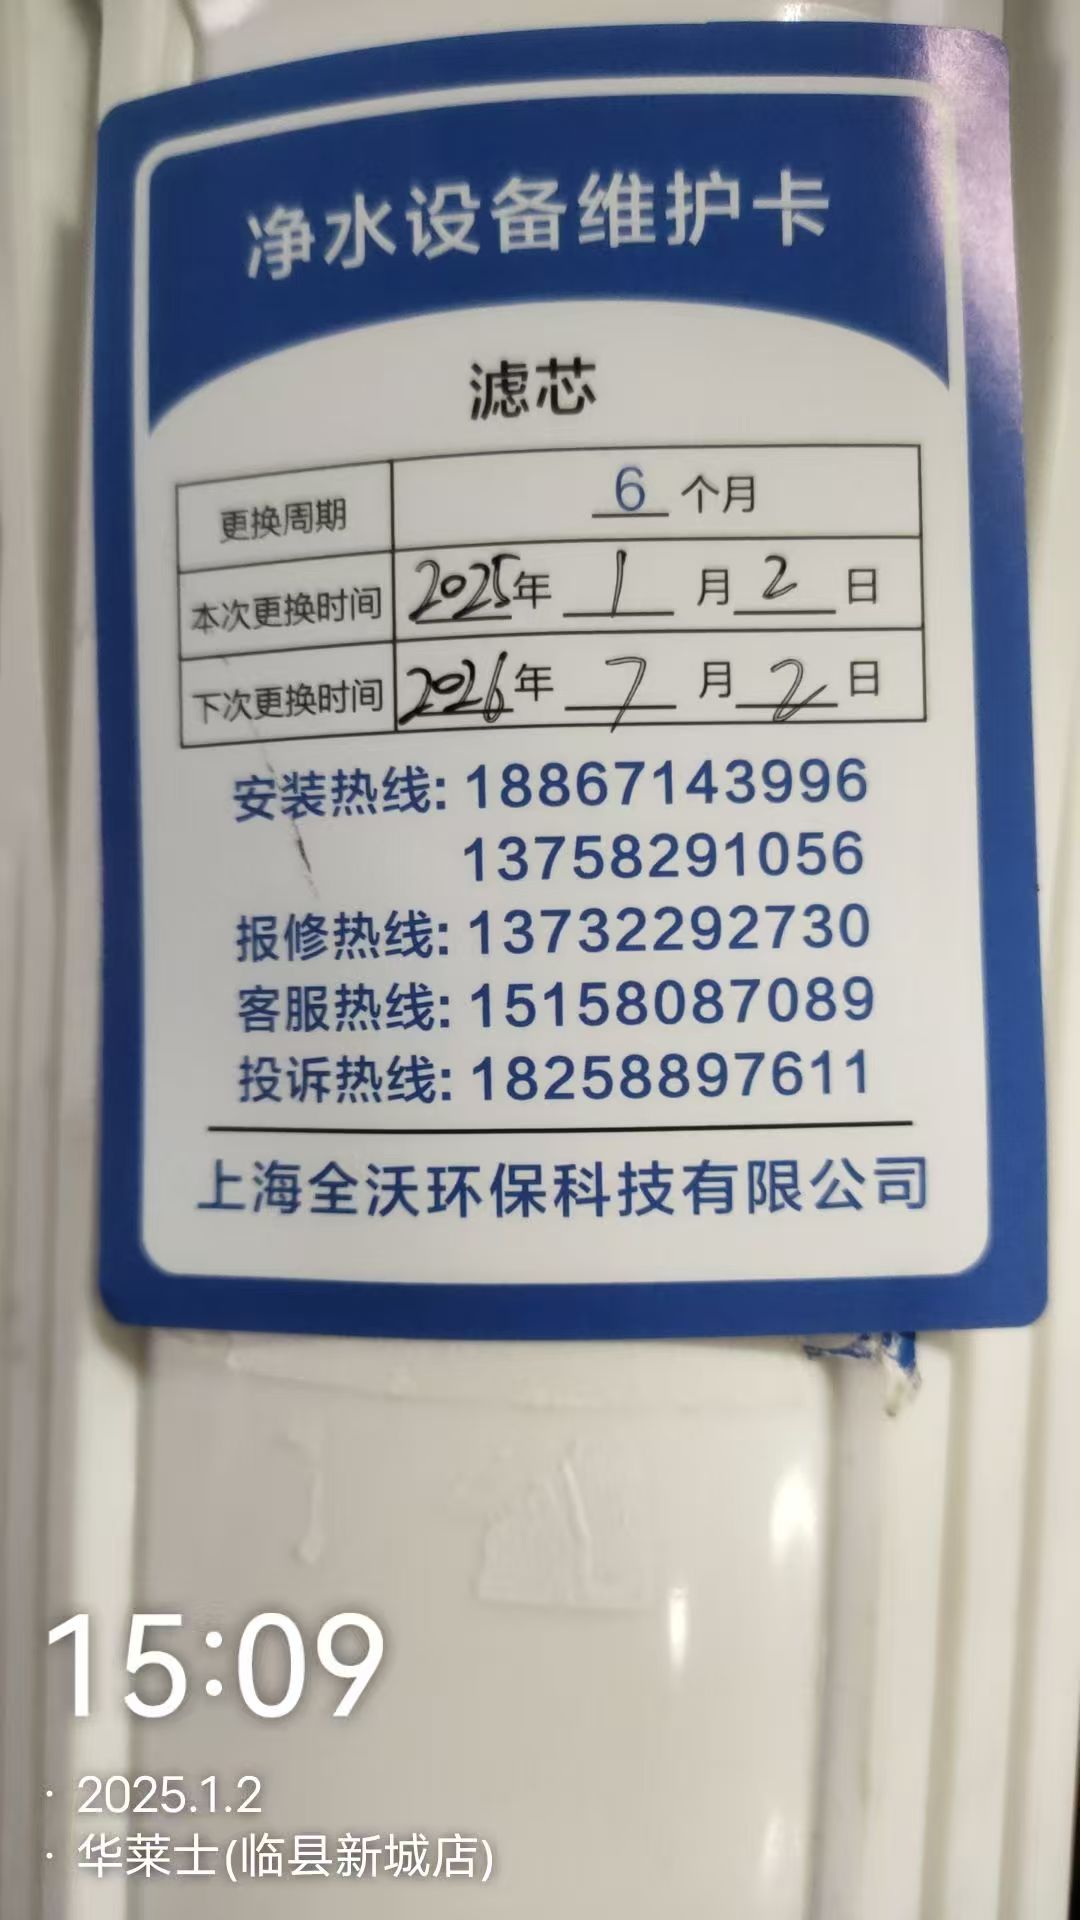 净水设备维护卡
滤芯
更换周期 6 个月
本次更换时间 2025年 1 月 2 日
下次更换时间 2026年 7 月 2 日
安装热线: 18867143996
13758291056
报修热线: 13732292730
客服热线: 15158087089
投诉热线: 18258897611
上海全沃环保科技有限公司
15:09
· 2025.1.2
· 华莱士(临县新城店)